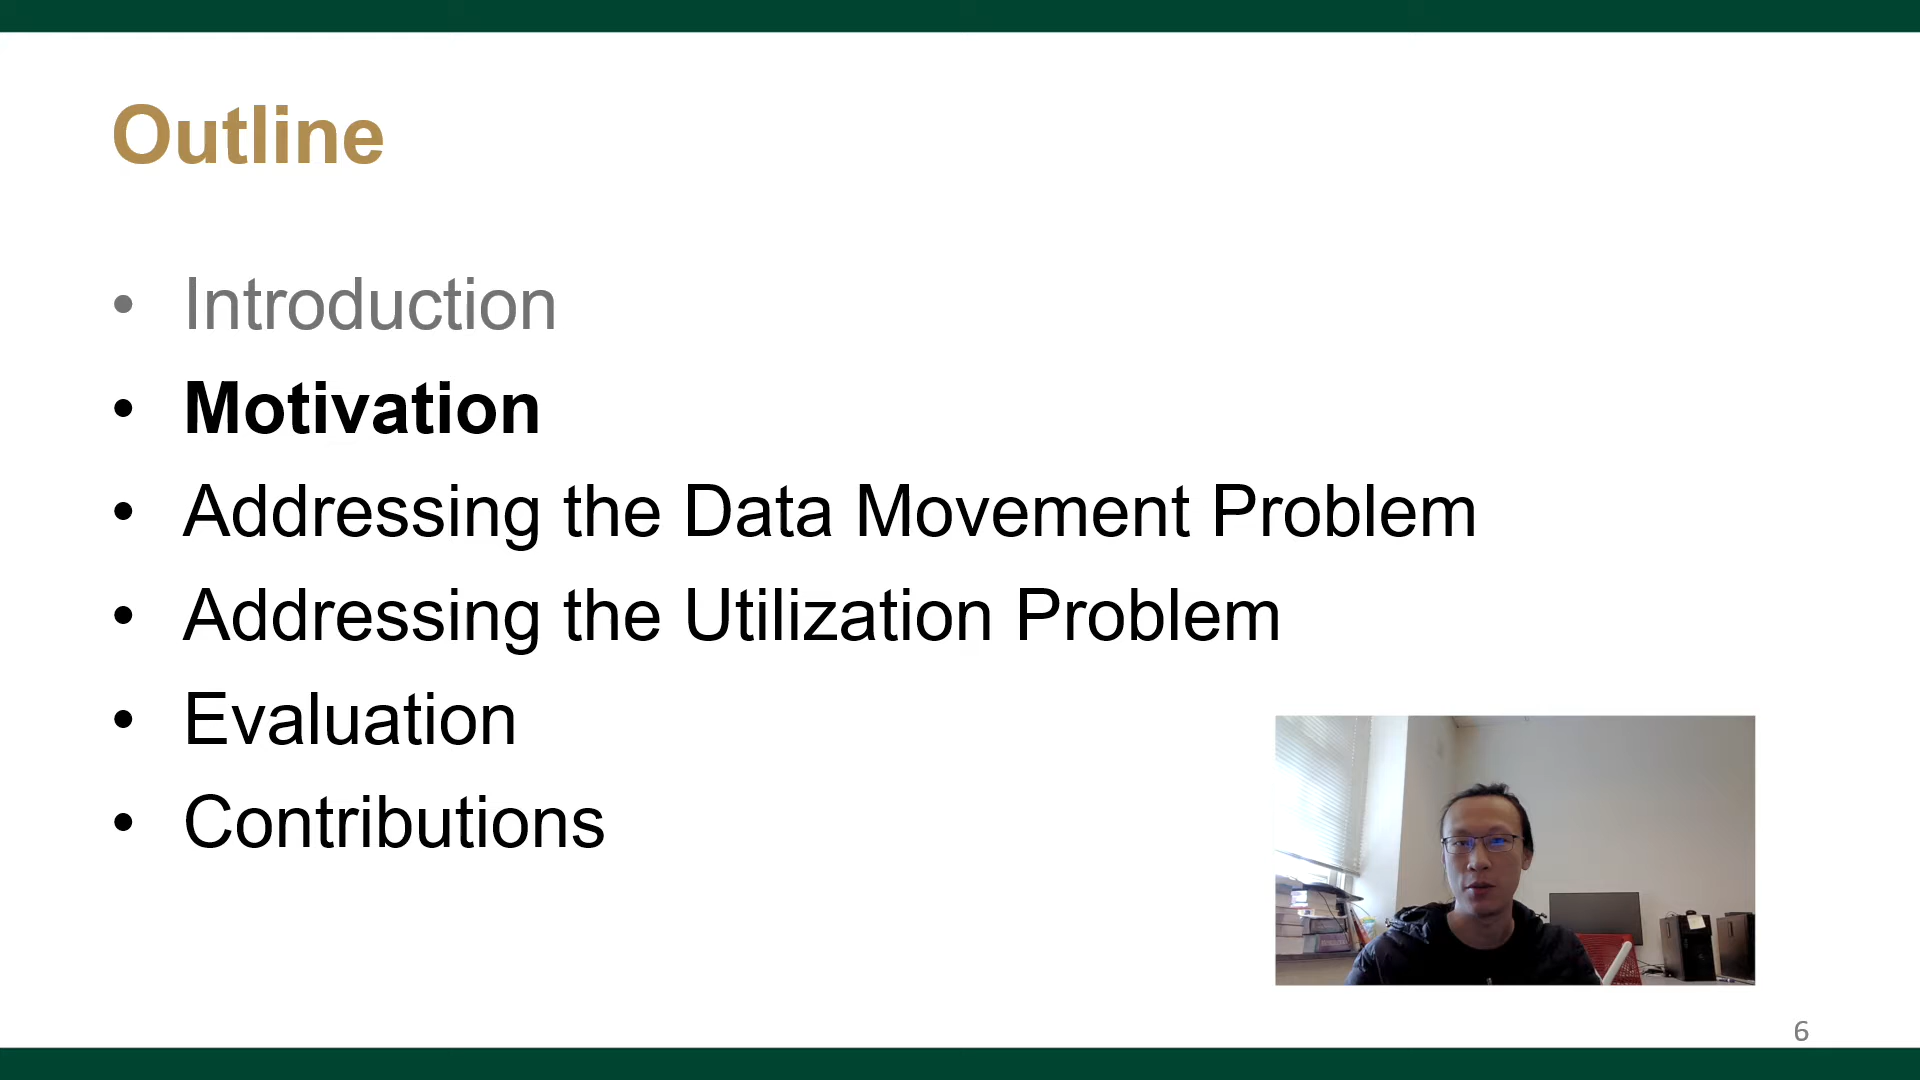 Outline
• Introduction
• Motivation
• Addressing the Data Movement Problem
• Addressing the Utilization Problem
• Evaluation
• Contributions
6